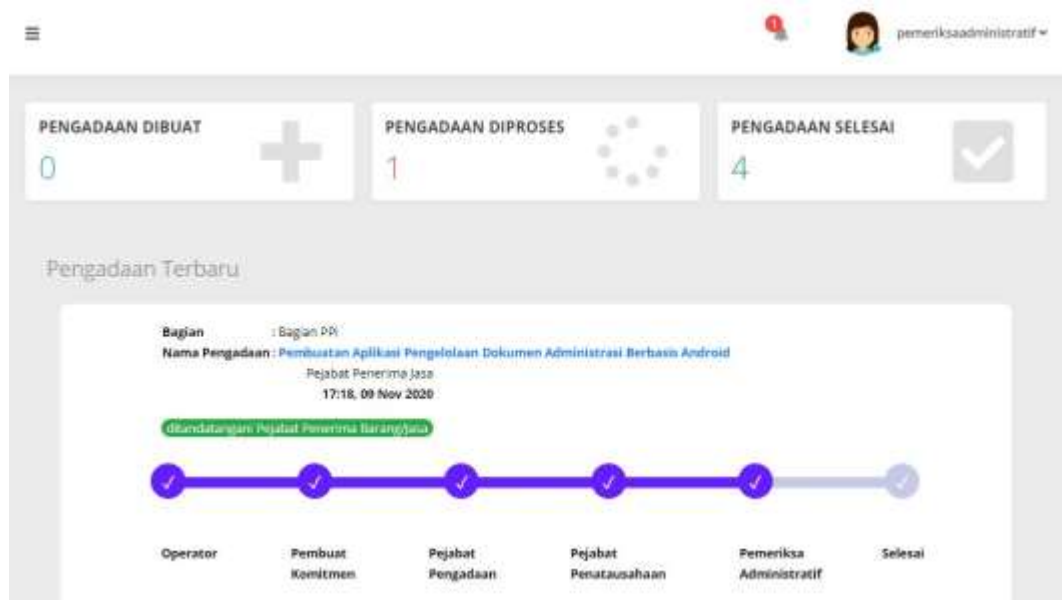 1
pemeriksaadministratif
PENGADAAN DIBUAT
0
PENGADAAN DIPROSES
1
PENGADAAN SELESAI
4
Pengadaan Terbaru
Bagian : Bagian PPI
Nama Pengadaan : Pembuatan Aplikasi Pengelolaan Dokumen Administrasi Berbasis Android
Pejabat Penerima Jasa
17:18, 09 Nov 2020
ditandatangani Pejabat Penerima Barang/Jasa
Operator
Pembuat
Komitmen
Pejabat
Pengadaan
Pejabat
Penatausahaan
Pemeriksa
Administratif
Selesai